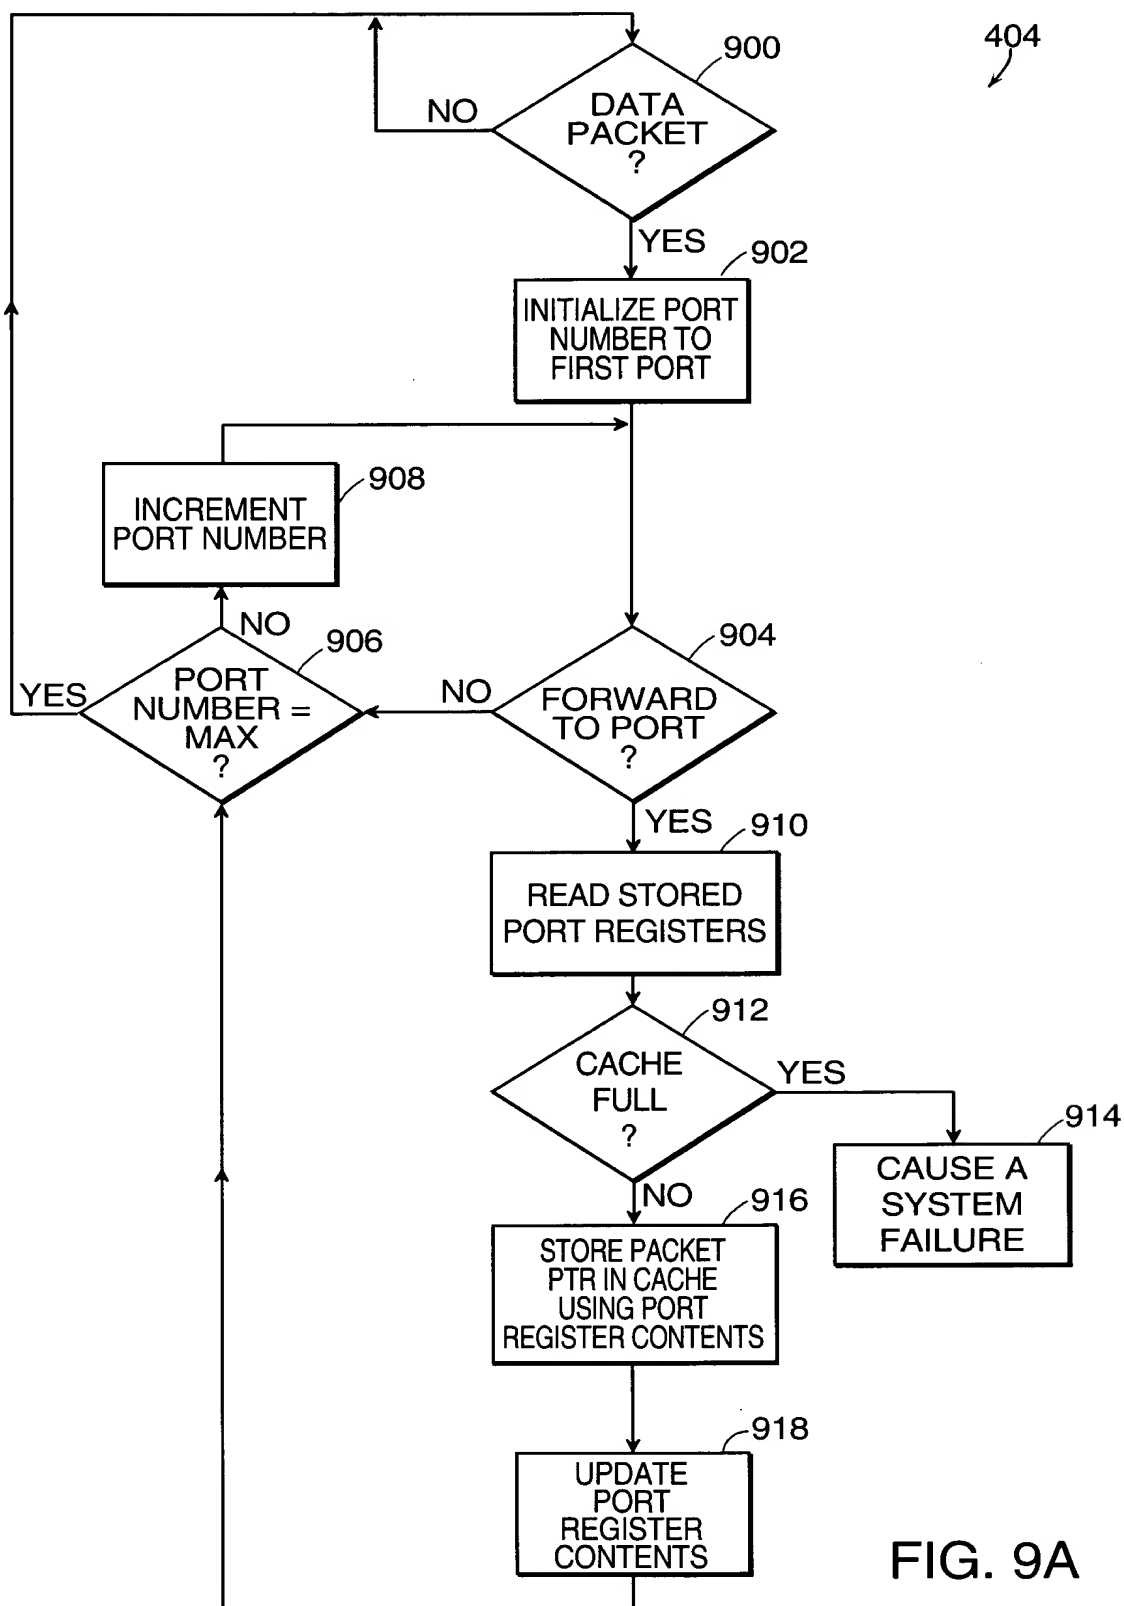 404
900
NO
DATA
PACKET
?
YES
902
INITIALIZE PORT
NUMBER TO
FIRST PORT
908
INCREMENT
PORT NUMBER
NO
906
904
YES
PORT
NUMBER =
MAX
?
NO
FORWARD
TO PORT
?
YES
910
READ STORED
PORT REGISTERS
912
CACHE
FULL
?
YES
914
CAUSE A
SYSTEM
FAILURE
NO
916
STORE PACKET
PTR IN CACHE
USING PORT
REGISTER CONTENTS
918
UPDATE
PORT
REGISTER
CONTENTS
FIG. 9A